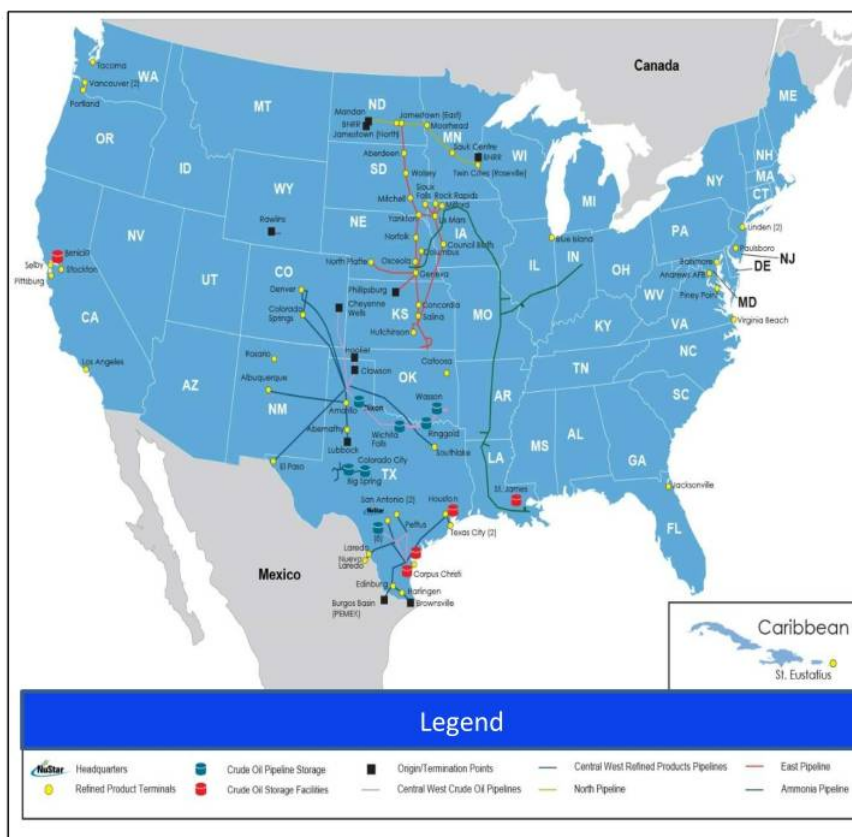 Canada
Tacoma
WA
Vancouver (2)
Portland
MT
ND
Mandan
BNRR
Jamestown (East)
Jamestown (North)
Moorhead
MN
ME
OR
ID
Aberdeen
SD
Wolsey
Sauk Centre
BNRR
Twin Cities (Roseville)
WI
NH
MA
CT
NY
MI
WY
Mitchell
Sioux
Falls
Rock Rapids
Milford
Le Mars
Yankton
Rawlins
NE
Norfolk
IA
Columbus
Council Bluffs
Osceola
North Platte
Geneva
Blue Island
PA
Linden (2)
Paulsboro
NJ
DE
Baltimore
Andrews AFB
MD
Piney Point
Virginia Beach
NV
Benicia
Selby
Stockton
Pittsburg
UT
CO
Denver
Colorado
Springs
Phillipsburg
Cheyenne
Wells
KS
Concordia
Salina
Hutchinson
MO
IL
IN
OH
WV
VA
KY
CA
Los Angeles
AZ
Rosario
Albuquerque
NM
Hooker
Clawson
OK
Catoosa
TN
NC
SC
AR
Amarillo
Dixon
Wasson
Abernathy
Wichita
Falls
Ringgold
Lubbock
Southlake
Colorado City
Big Spring
TX
El Paso
LA
MS
AL
GA
St. James
Jacksonville
FL
San Antonio (2)
Houston
NuStar
Pettus
Texas City (2)
Laredo
Nuevo
Laredo
Corpus Christi
Edinburg
Harlingen
Burgos Basin
(PEMEX)
Brownsville
Mexico
Caribbean
St. Eustatius
Legend
NuStar Headquarters
Crude Oil Pipeline Storage
Origin/Termination Points
Central West Refined Products Pipelines
East Pipeline
Refined Product Terminals
Crude Oil Storage Facilities
Central West Crude Oil Pipelines
North Pipeline
Ammonia Pipeline